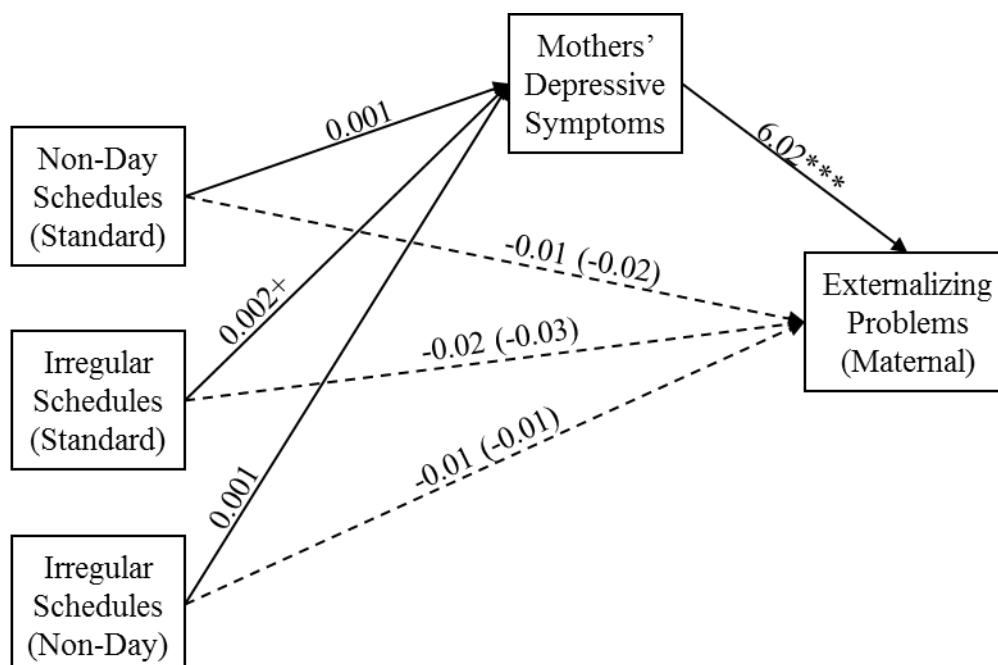 Mothers'
Depressive
Symptoms
0.001
6.02***
Non-Day
Schedules
(Standard)
-0.01 (-0.02)
0.002+
Externalizing
Problems
(Maternal)
-0.02 (-0.03)
Irregular
Schedules
(Standard)
-0.01 (-0.01)
0.001
Irregular
Schedules
(Non-Day)